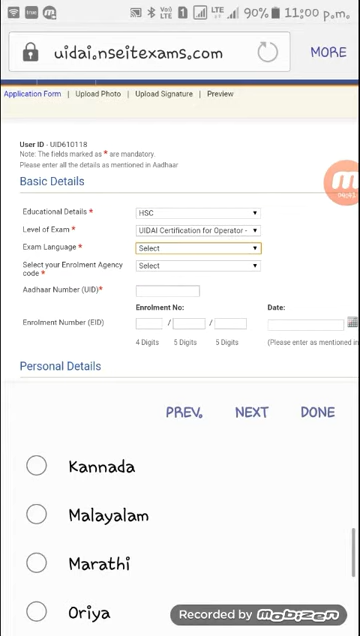 90% 11:00 p.m.
uidai.nseitexams.com MORE
Application Form | Upload Photo | Upload Signature | Preview
User ID - UID610118
Note: The fields marked as * are mandatory.
Please enter all the details as mentioned in Aadhaar
Basic Details
Educational Details * HSC
Level of Exam * UIDAI Certification for Operator -
Exam Language * Select
Select your Enrolment Agency code * Select
Aadhaar Number (UID)*
Enrolment No: Date:
Enrolment Number (EID) / /
4 Digits 5 Digits 5 Digits (Please enter as mentioned in
Personal Details
PREV. NEXT DONE
Kannada
Malayalam
Marathi
Oriya
Recorded by mobizen